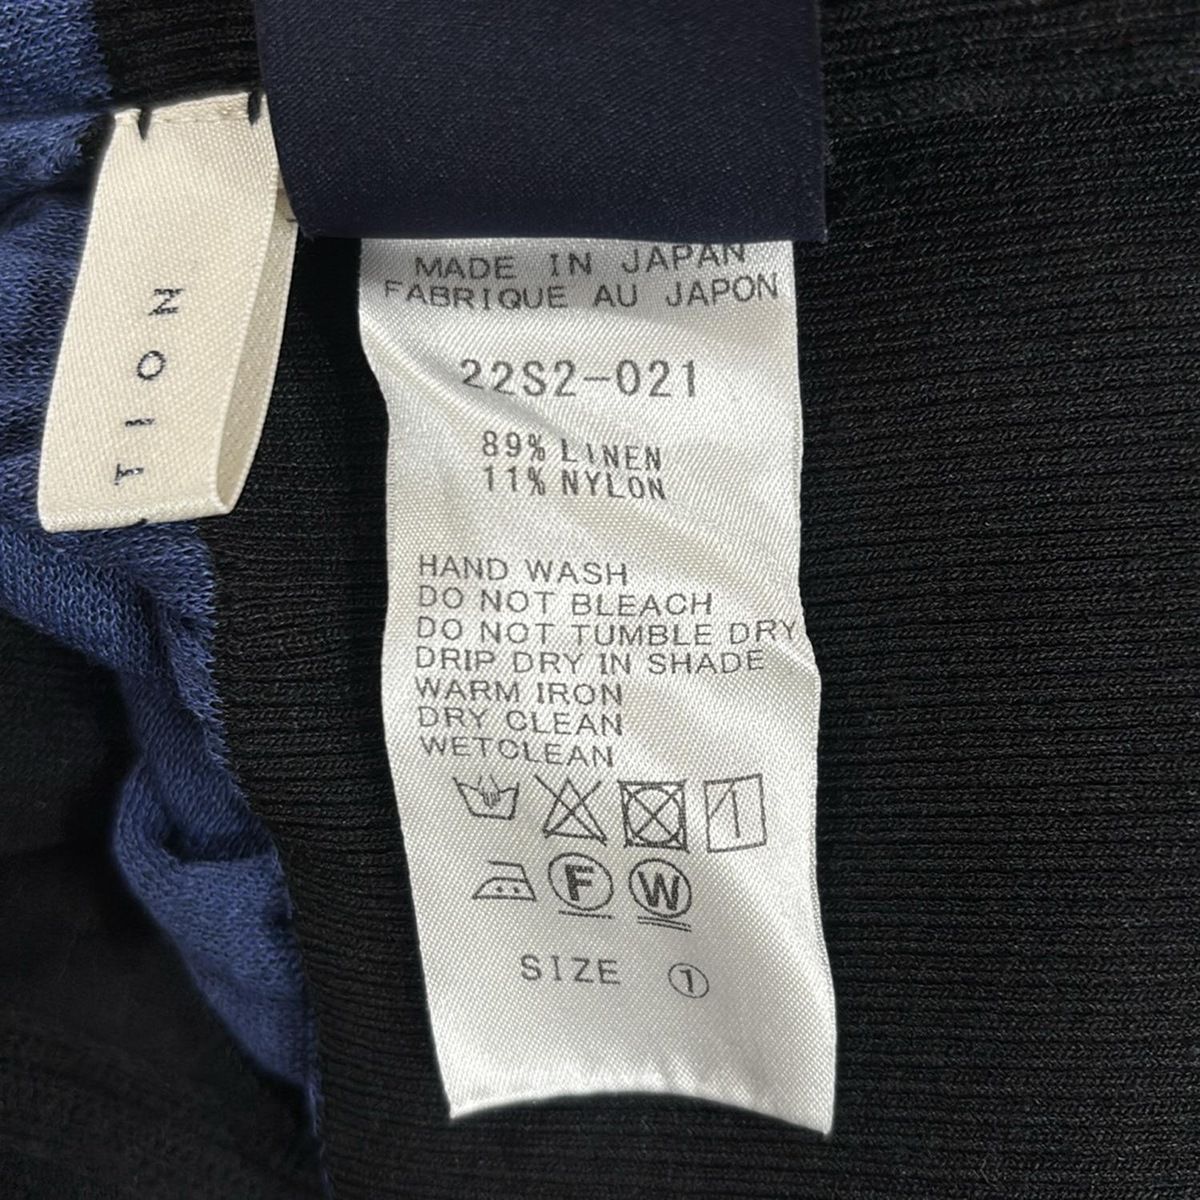 TION
MADE IN JAPAN
FABRIQUE AU JAPON
22S2-021
89% LINEN
11% NYLON
HAND WASH
DO NOT BLEACH
DO NOT TUMBLE DRY
DRIP DRY IN SHADE
WARM IRON
DRY CLEAN
WETCLEAN
F W
SIZE ①